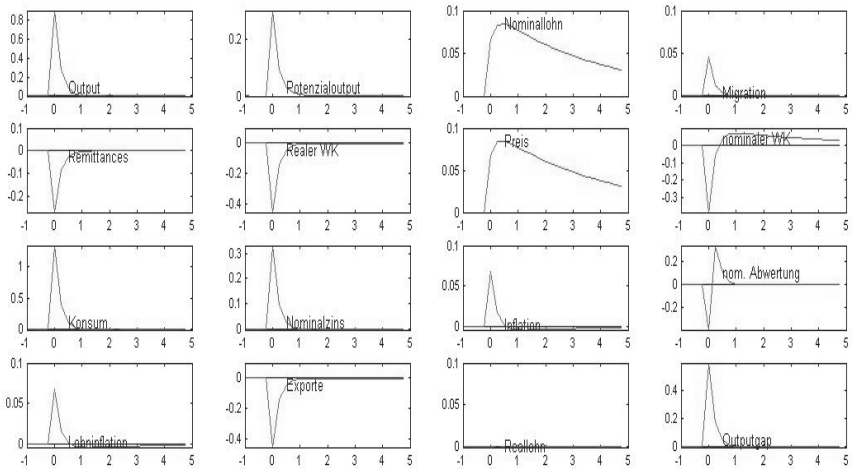 0.8
0.6
0.4
0.2
0
Output
-1 0 1 2 3 4 5
0.2
0
Potenzialoutput
-1 0 1 2 3 4 5
0.1
0.05
0
Nominallohn
-1 0 1 2 3 4 5
0.1
0.05
0
Migration
-1 0 1 2 3 4 5
0.1
0
-0.1
-0.2
Remittances
-1 0 1 2 3 4 5
0
-0.2
-0.4
Realer WK
-1 0 1 2 3 4 5
0.1
0.05
0
Preis
-1 0 1 2 3 4 5
0.1
0
-0.1
-0.2
-0.3
nominaler WK
-1 0 1 2 3 4 5
1
0.5
0
Konsum.
-1 0 1 2 3 4 5
0.3
0.2
0.1
0
Nominalzins
-1 0 1 2 3 4 5
0.1
0.05
0
Inflation
-1 0 1 2 3 4 5
0.2
0
-0.2
nom. Abwertung
-1 0 1 2 3 4 5
0.1
0.05
0
Lohninflation
-1 0 1 2 3 4 5
0
-0.2
-0.4
Exporte
-1 0 1 2 3 4 5
0.1
0.05
0
Reallohn
-1 0 1 2 3 4 5
0.4
0.2
0
Outputgap
-1 0 1 2 3 4 5